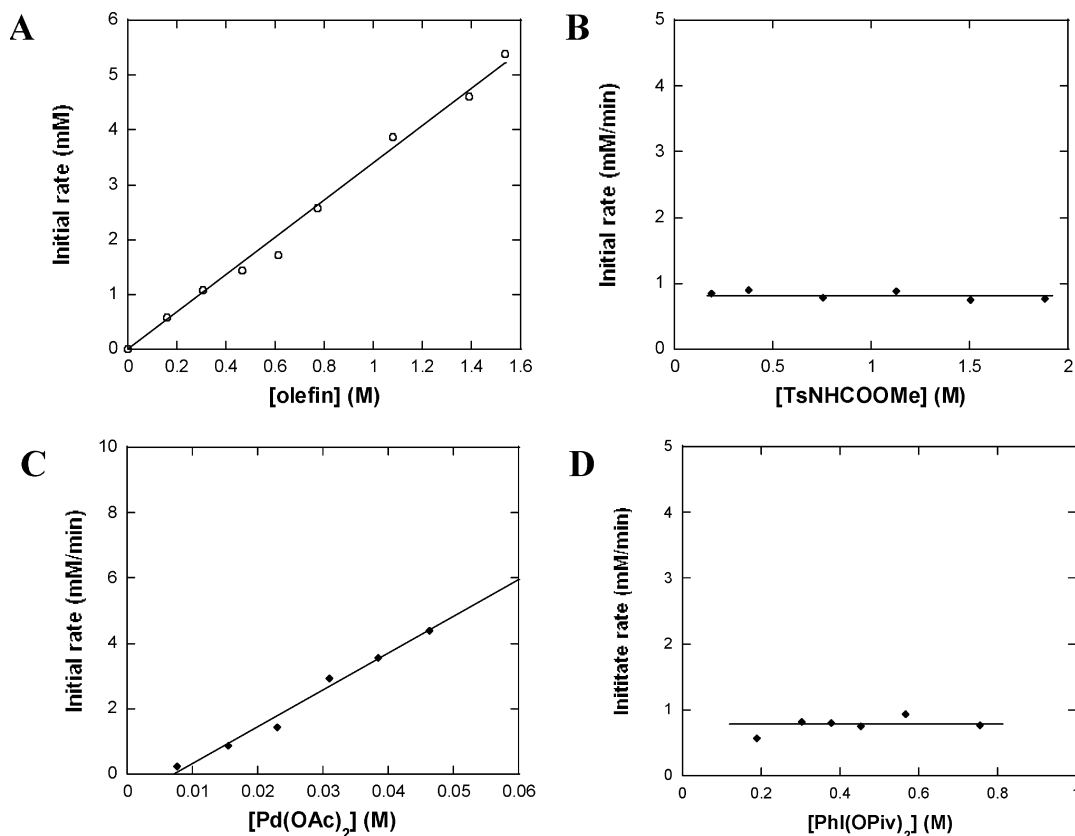 A
Initial rate (mM)
6
5
4
3
2
1
0
0 0.2 0.4 0.6 0.8 1 1.2 1.4 1.6
[olefin] (M)
B
Initial rate (mM/min)
5
4
3
2
1
0
0 0.5 1 1.5 2
[TsNHCOOMe] (M)
C
Initial rate (mM/min)
10
8
6
4
2
0
0 0.01 0.02 0.03 0.04 0.05 0.06
[Pd(OAc)₂] (M)
D
Inititate rate (mM/min)
5
4
3
2
1
0
0 0.2 0.4 0.6 0.8 1
[PhI(OPiv)₂] (M)